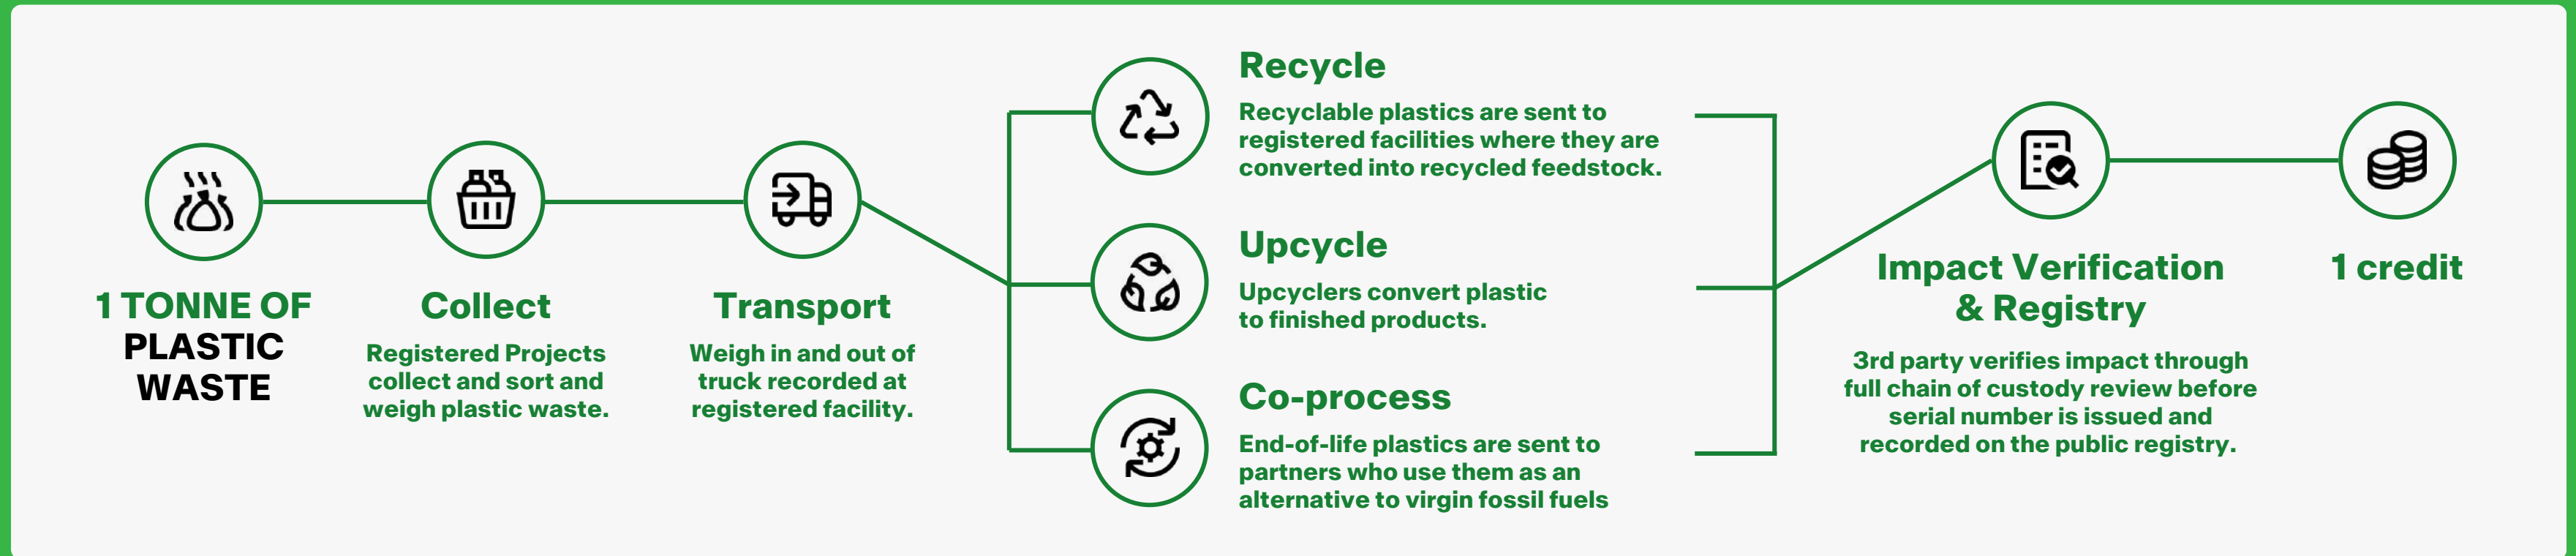 1 TONNE OF
PLASTIC
WASTE
Collect
Registered Projects
collect and sort and
weigh plastic waste.
Transport
Weigh in and out of
truck recorded at
registered facility.
Recycle
Recyclable plastics are sent to
registered facilities where they are
converted into recycled feedstock.
Upcycle
Upcyclers convert plastic
to finished products.
Co-process
End-of-life plastics are sent to
partners who use them as an
alternative to virgin fossil fuels
Impact Verification
& Registry
3rd party verifies impact through
full chain of custody review before
serial number is issued and
recorded on the public registry.
1 credit